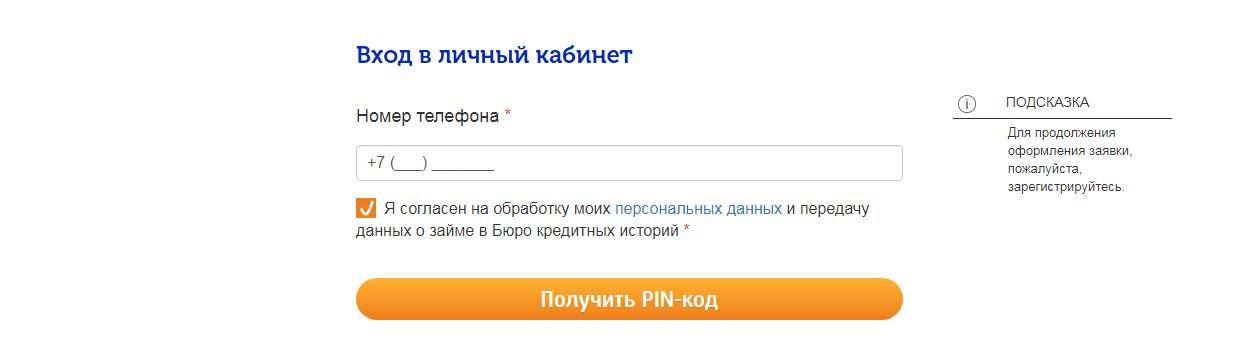 Вход в личный кабинет
Номер телефона *
+7 (___) _______
Я согласен на обработку моих персональных данных и передачу
данных о займе в Бюро кредитных историй *
Получить PIN-код
ПОДСКАЗКА
Для продолжения
оформления заявки,
пожалуйста,
зарегистрируйтесь.